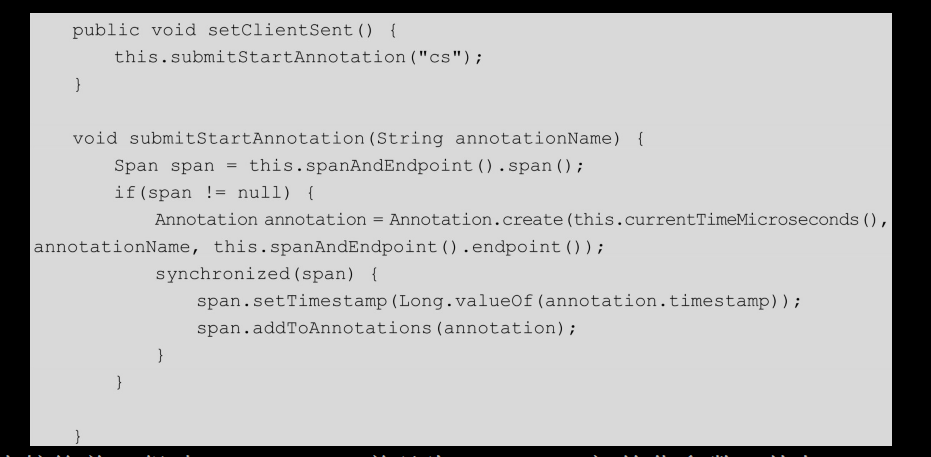 public void setClientSent() {
this.submitStartAnnotation("cs");
}
void submitStartAnnotation(String annotationName) {
Span span = this.spanAndEndpoint().span();
if(span != null) {
Annotation annotation = Annotation.create(this.currentTimeMicroseconds(),
annotationName, this.spanAndEndpoint().endpoint());
synchronized(span) {
span.setTimestamp(Long.valueOf(annotation.timestamp));
span.addToAnnotations(annotation);
}
}
}